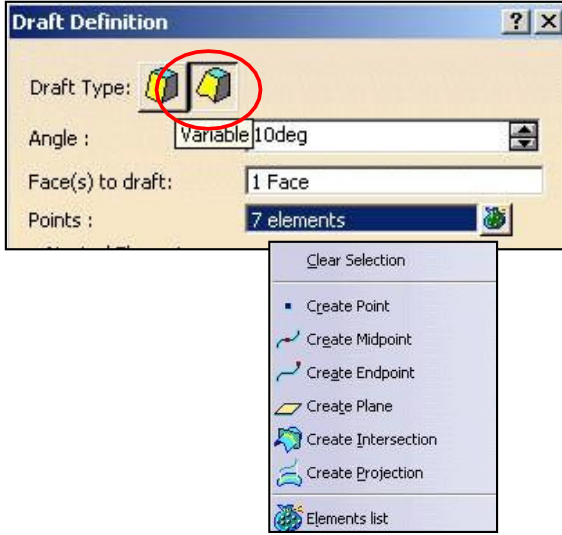 Draft Definition
Draft Type:
Angle : Variable 10deg
Face(s) to draft: 1 Face
Points : 7 elements
Clear Selection
Create Point
Create Midpoint
Create Endpoint
Create Plane
Create Intersection
Create Projection
Elements list